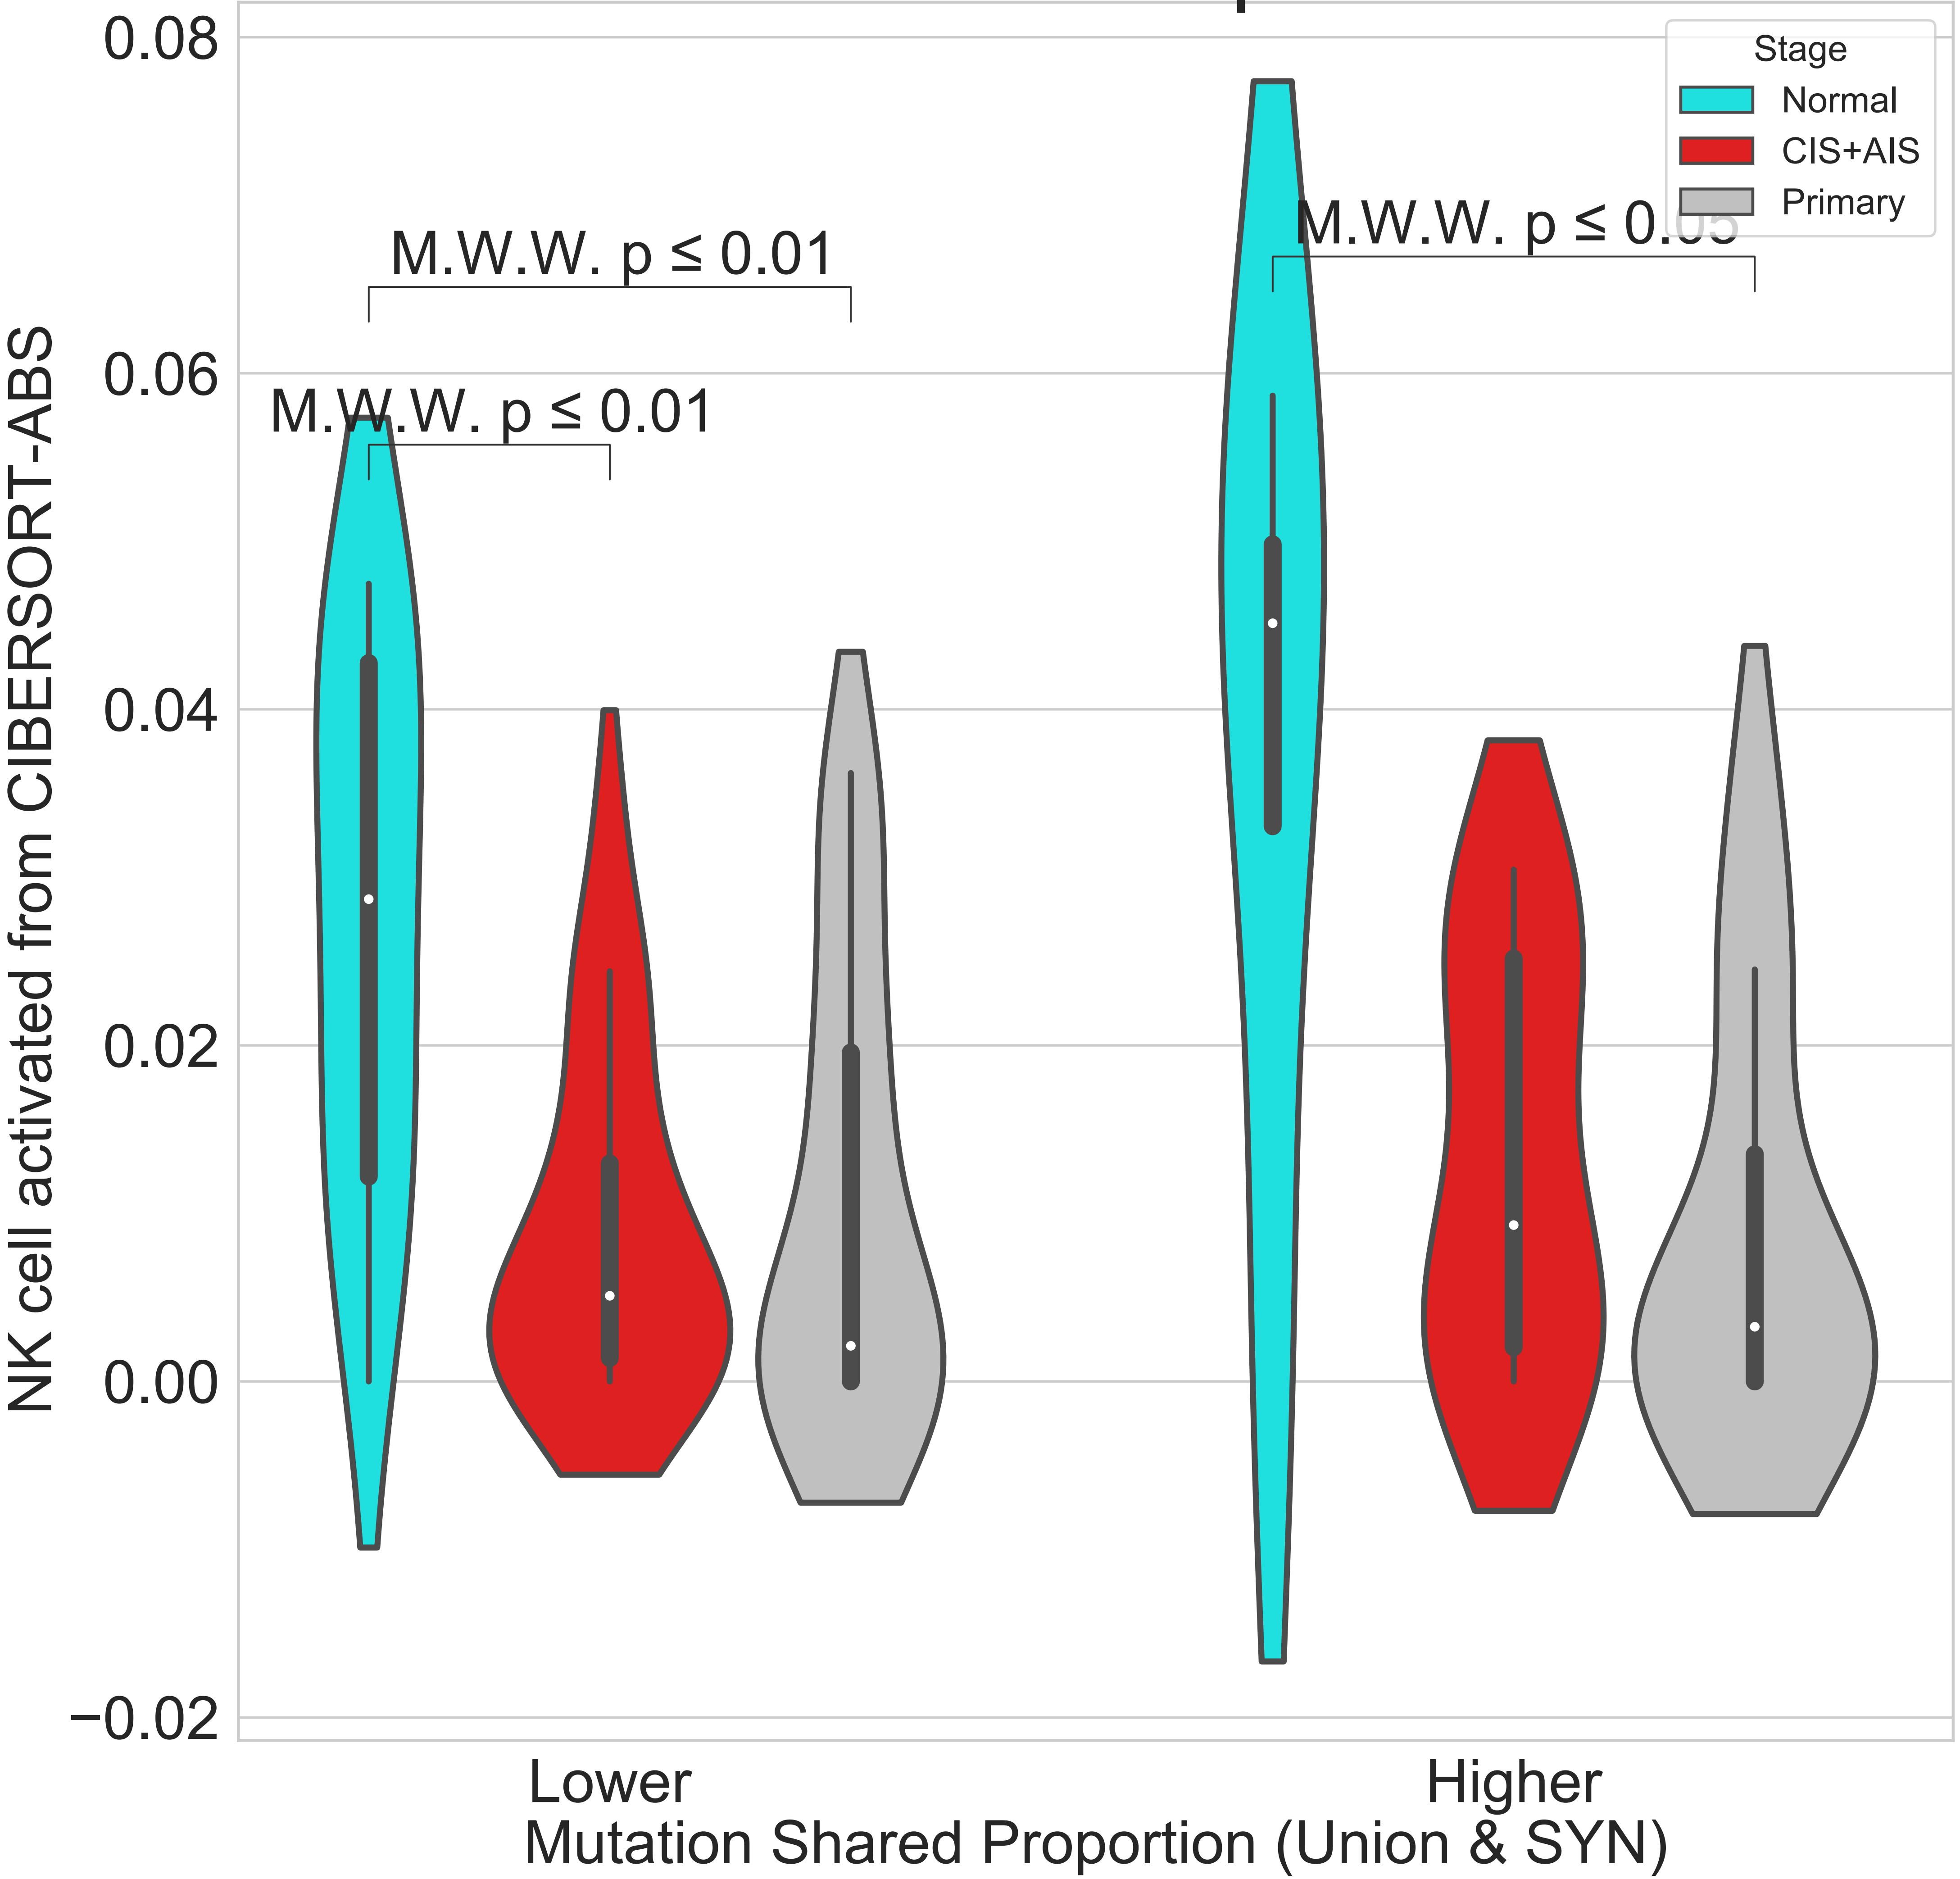 NK cell activated from CIBERSORT-ABS
0.08
0.06
0.04
0.02
0.00
−0.02
M.W.W. p ≤ 0.01
M.W.W. p ≤ 0.01
M.W.W. p ≤ 0.05
Stage
Normal
CIS+AIS
Primary
Lower
Higher
Mutation Shared Proportion (Union & SYN)